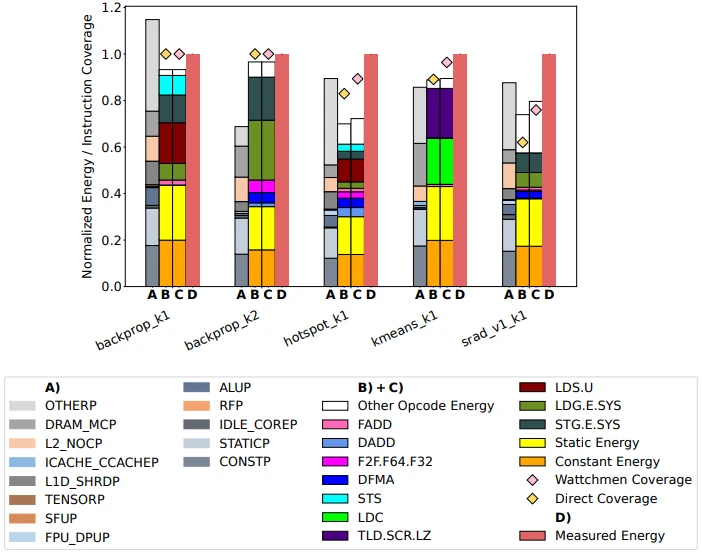 Normalized Energy / Instruction Coverage
1.2
1.0
0.8
0.6
0.4
0.2
0.0
A B C D A B C D A B C D A B C D A B C D
backprop_k1 backprop_k2 hotspot_k1 kmeans_k1 srad_v1_k1
A)
OTHERP
DRAM_MCP
L2_NOCP
ICACHE_CCACHEP
L1D_SHRDP
TENSORP
SFUP
FPU_DPUP
ALUP
RFP
IDLE_COREP
STATICP
CONSTP
B) + C)
Other Opcode Energy
FADD
DADD
F2F.F64.F32
DFMA
STS
LDC
TLD.SCR.LZ
LDS.U
LDG.E.SYS
STG.E.SYS
Static Energy
Constant Energy
Wattchmen Coverage
Direct Coverage
D)
Measured Energy